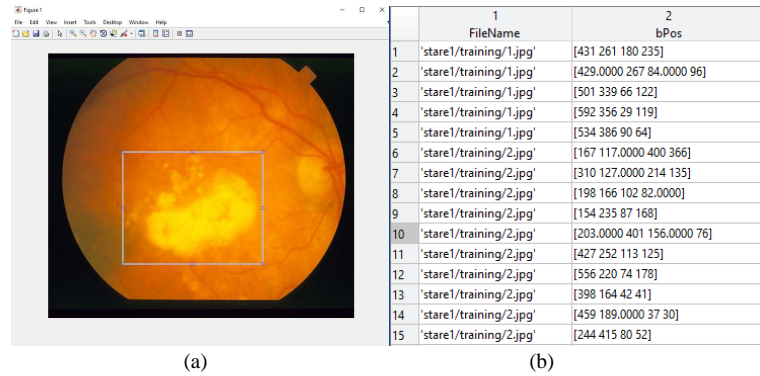 Figure 1
File Edit View Insert Tools Desktop Window Help
1 2
FileName bPos
1 'stare1/training/1.jpg' [431 261 180 235]
2 'stare1/training/1.jpg' [429.0000 267 84.0000 96]
3 'stare1/training/1.jpg' [501 339 66 122]
4 'stare1/training/1.jpg' [592 356 29 119]
5 'stare1/training/1.jpg' [534 386 90 64]
6 'stare1/training/2.jpg' [167 117.0000 400 366]
7 'stare1/training/2.jpg' [310 127.0000 214 135]
8 'stare1/training/2.jpg' [198 166 102 82.0000]
9 'stare1/training/2.jpg' [154 235 87 168]
10 'stare1/training/2.jpg' [203.0000 401 156.0000 76]
11 'stare1/training/2.jpg' [427 252 113 125]
12 'stare1/training/2.jpg' [556 220 74 178]
13 'stare1/training/2.jpg' [398 164 42 41]
14 'stare1/training/2.jpg' [459 189.0000 37 30]
15 'stare1/training/2.jpg' [244 415 80 52]
(a) (b)